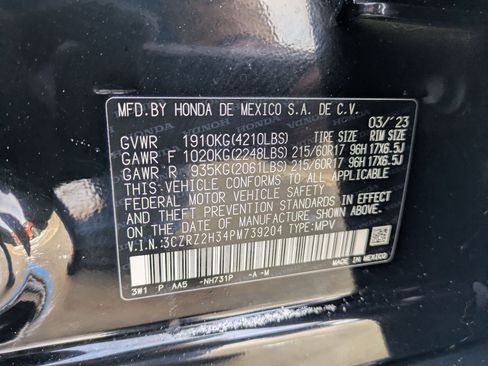 MFD. BY HONDA DE MEXICO S.A. DE C.V. 03/'23
GVWR 1910KG(4210LBS) TIRE SIZE RIM SIZE
GAWR F 1020KG(2248LBS) 215/60R17 96H 17X6.5J
GAWR R 935KG(2061LBS) 215/60R17 96H 17X6.5J
THIS VEHICLE CONFORMS TO ALL APPLICABLE
FEDERAL MOTOR VEHICLE SAFETY AND
THEFT PREVENTION STANDARDS IN EFFECT
ON THE DATE OF MANUFACTURE SHOWN ABOVE.
V.I.N.:3CZRZ2H34PM739204 TYPE:MPV
3W1 P AA5 -NH731P -A -M
MADE IN MEXICO